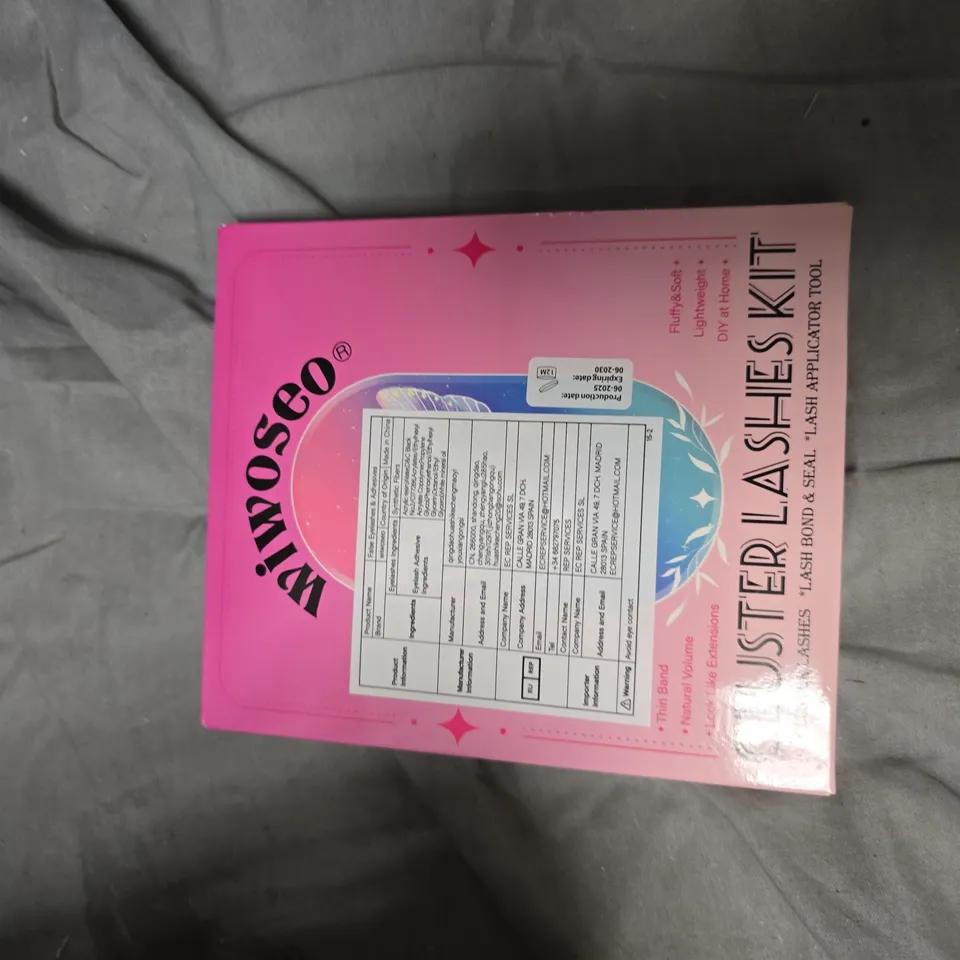 wiwoseo®
Product Information
Product Name
False Eyelashes & Adhesives
Brand
wiwoseo
Country of Origin
Made in China
Ingredients
Eyelashes Ingredients
Synthetic Fibers
Eyelash Adhesive Ingredients
Manufacturer Information
Manufacturer
Address and Email
EU REP
Company Name
EC REP SERVICES SL
Company Address
CALLE GRAN VIA 49, 7 DCH,
MADRID 28013 SPAIN
Email
ECREPSERVICE@HOTMAIL.COM
Tel
Contact Name
REP SERVICES
Importer Information
Company Name
EC REP SERVICES SL
Address and Email
CALLE GRAN VIA 49, 7 DCH, MADRID
28013 SPAIN
ECREPSERVICE@HOTMAIL.COM
Warning
Avoid eye contact
15-2
Production date:
06-2025
Expiring date:
06-2030
12M
• Thin Band
• Natural Volume
• Look Like Extensions
Fluffy&Soft •
Lightweight •
DIY at Home •
CLUSTER LASHES KIT
LASHES *LASH BOND & SEAL *LASH APPLICATOR TOOL